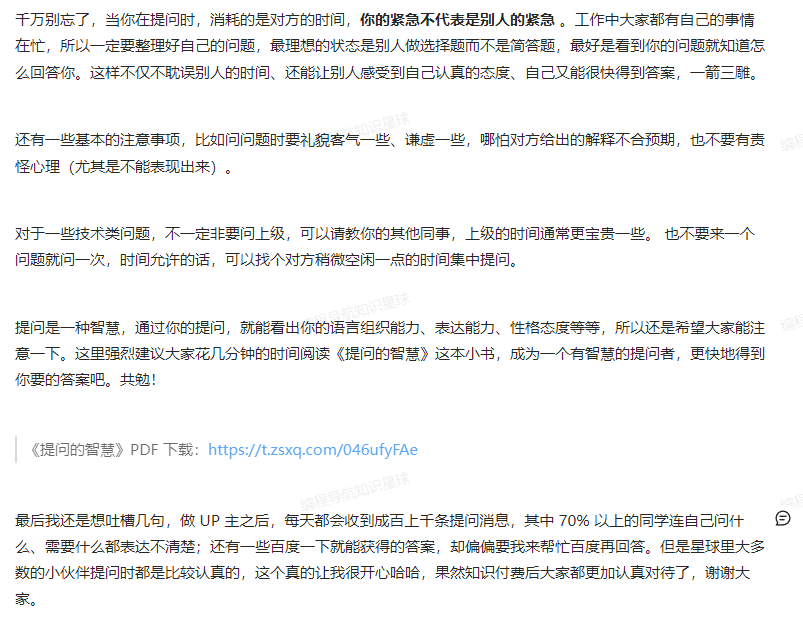 千万别忘了，当你在提问时，消耗的是对方的时间，你的紧急不代表是别人的紧急 。工作中大家都有自己的事情
在忙，所以一定要整理好自己的问题，最理想的状态是别人做选择题而不是简答题，最好是看到你的问题就知道怎
么回答你。这样不仅不耽误别人的时间、还能让别人感受到自己认真的态度、自己又能很快得到答案，一箭三雕。
还有一些基本的注意事项，比如问问题时要礼貌客气一些、谦虚一些，哪怕对方给出的解释不合预期，也不要有责
怪心理（尤其是不能表现出来）。
对于一些技术类问题，不一定非要问上级，可以请教你的其他同事，上级的时间通常更宝贵一些。 也不要来一个
问题就问一次，时间允许的话，可以找个对方稍微空闲一点的时间集中提问。
提问是一种智慧，通过你的提问，就能看出你的语言组织能力、表达能力、性格态度等等，所以还是希望大家能注
意一下。这里强烈建议大家花几分钟的时间阅读《提问的智慧》这本小书，成为一个有智慧的提问者，更快地得到
你要的答案吧。共勉！
《提问的智慧》PDF 下载：https://t.zsxq.com/046ufyFAe
编程导航知识星球
最后我还是想吐槽几句，做 UP 主之后，每天都会收到成百上千条提问消息，其中 70% 以上的同学连自己问什
么、需要什么都表达不清楚；还有一些百度一下就能获得的答案，却偏偏要我来帮忙百度再回答。但是星球里大多
数的小伙伴提问时都是比较认真的，这个真的让我很开心哈哈，果然知识付费后大家都更加认真对待了，谢谢大
家。